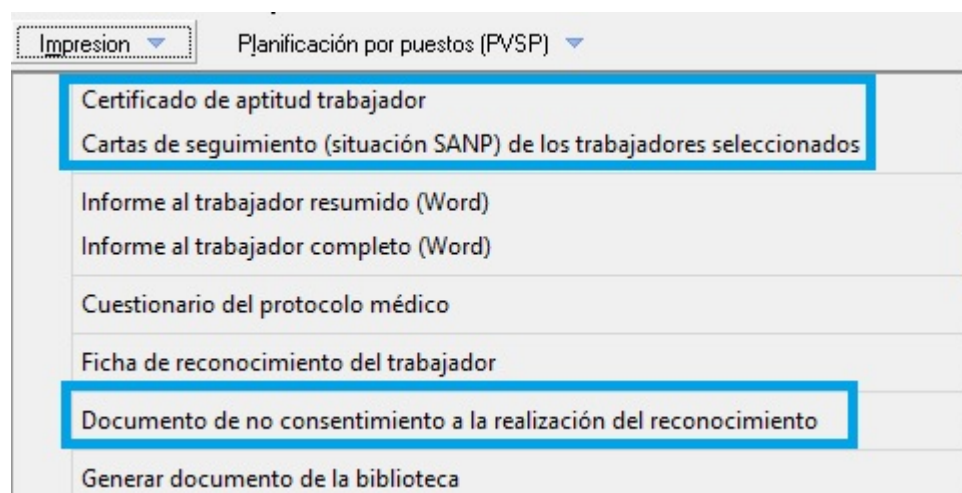 Impresion
Planificación por puestos (PVSP)
Certificado de aptitud trabajador
Cartas de seguimiento (situación SANP) de los trabajadores seleccionados
Informe al trabajador resumido (Word)
Informe al trabajador completo (Word)
Cuestionario del protocolo médico
Ficha de reconocimiento del trabajador
Documento de no consentimiento a la realización del reconocimiento
Generar documento de la biblioteca